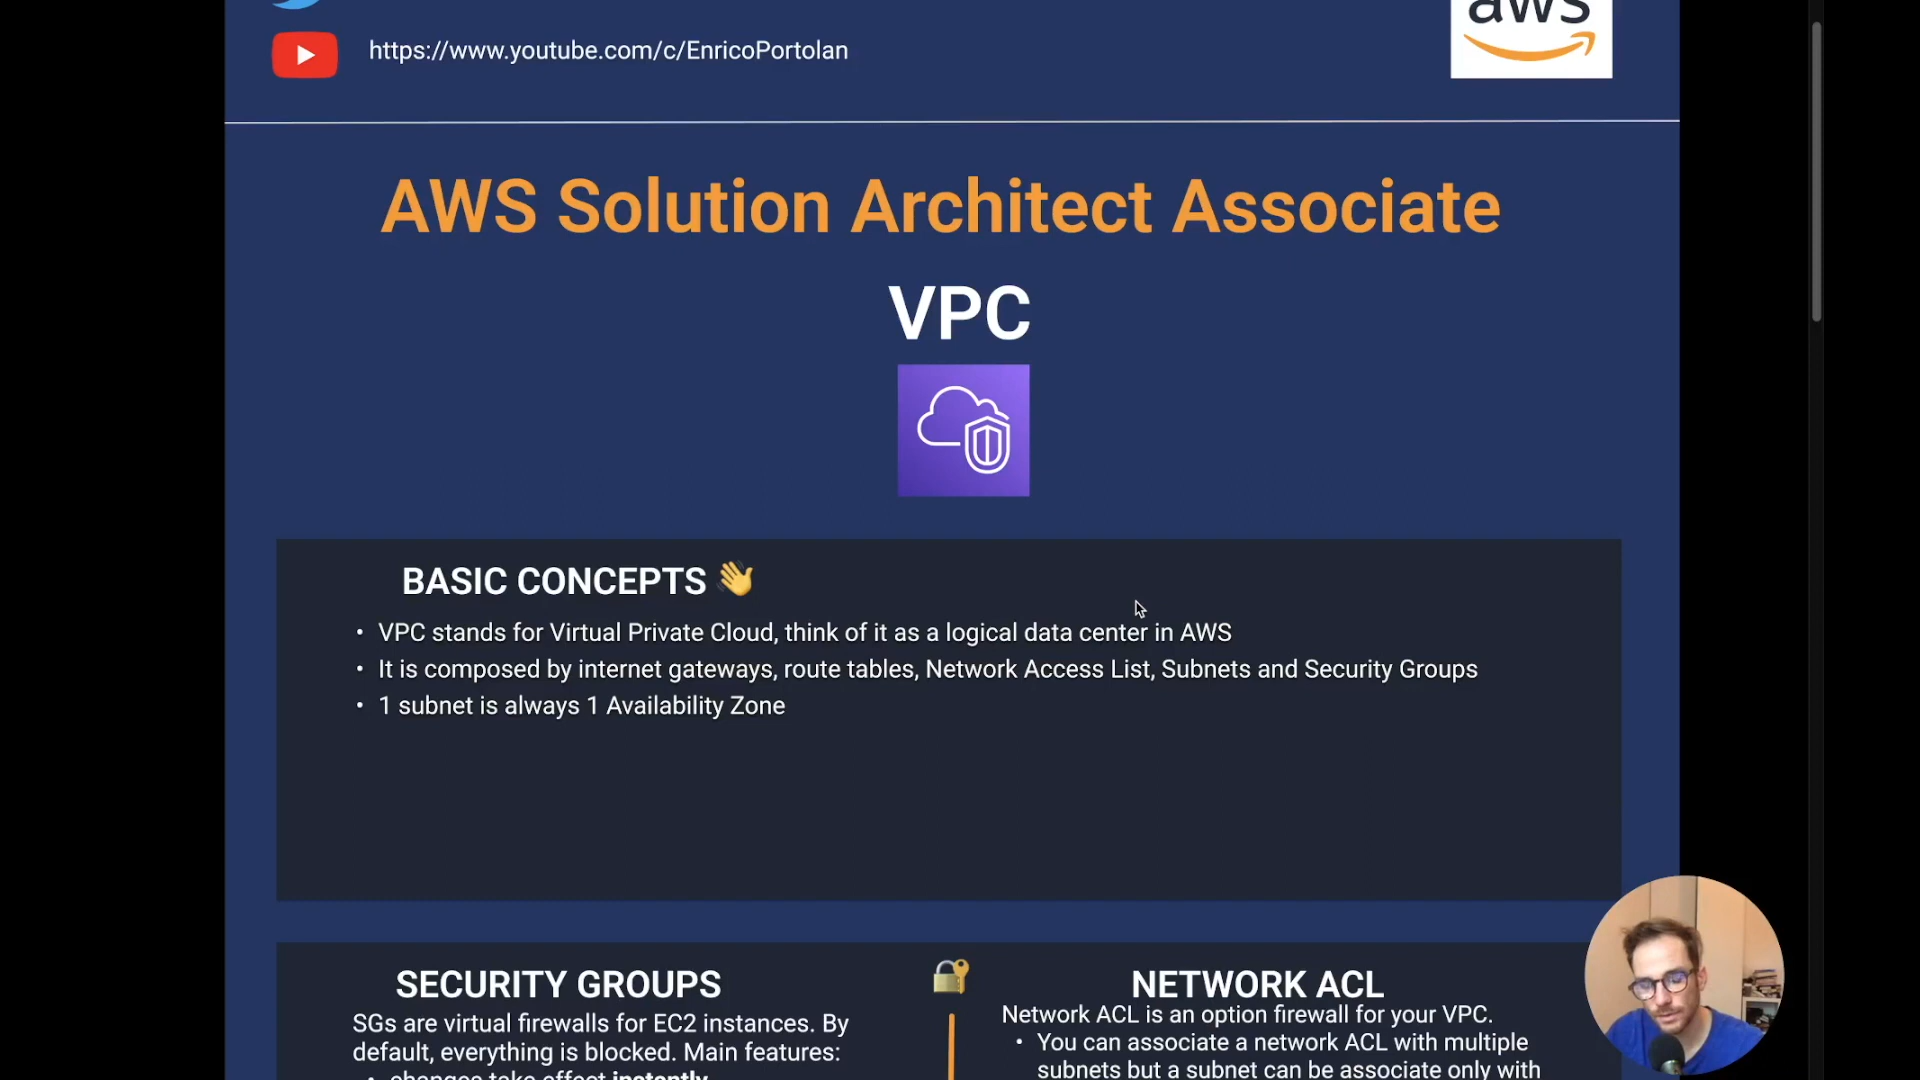 https://www.youtube.com/c/EnricoPortolan
aws
AWS Solution Architect Associate
VPC
BASIC CONCEPTS 👋
• VPC stands for Virtual Private Cloud, think of it as a logical data center in AWS
• It is composed by internet gateways, route tables, Network Access List, Subnets and Security Groups
• 1 subnet is always 1 Availability Zone
SECURITY GROUPS
SGs are virtual firewalls for EC2 instances. By
default, everything is blocked. Main features:
• changes take effect instantly
🔐
NETWORK ACL
Network ACL is an option firewall for your VPC.
• You can associate a network ACL with multiple
subnets but a subnet can be associate only with